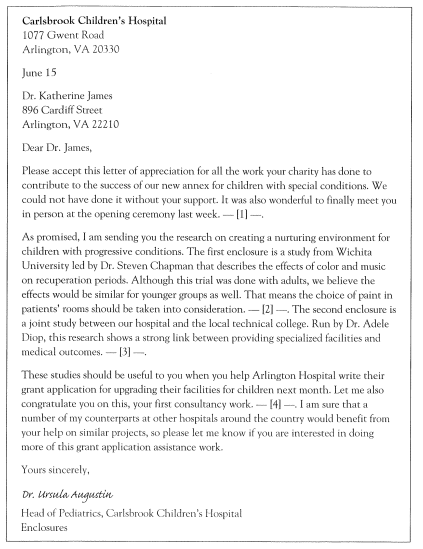 Carlsbrook Children's Hospital
1077 Gwent Road
Arlington, VA 20330
June 15
Dr. Katherine James
896 Cardiff Street
Arlington, VA 22210
Dear Dr. James,
Please accept this letter of appreciation for all the work your charity has done to
contribute to the success of our new annex for children with special conditions. We
could not have done it without your support. It was also wonderful to finally meet you
in person at the opening ceremony last week. — [1] —.
As promised, I am sending you the research on creating a nurturing environment for
children with progressive conditions. The first enclosure is a study from Wichita
University led by Dr. Steven Chapman that describes the effects of color and music
on recuperation periods. Although this trial was done with adults, we believe the
effects would be similar for younger groups as well. That means the choice of paint in
patients' rooms should be taken into consideration. — [2] —. The second enclosure is
a joint study between our hospital and the local technical college. Run by Dr. Adele
Diop, this research shows a strong link between providing specialized facilities and
medical outcomes. — [3] —.
These studies should be useful to you when you help Arlington Hospital write their
grant application for upgrading their facilities for children next month. Let me also
congratulate you on this, your first consultancy work. — [4] —. I am sure that a
number of my counterparts at other hospitals around the country would benefit from
your help on similar projects, so please let me know if you are interested in doing
more of this grant application assistance work.
Yours sincerely,
Dr. Ursula Augustin
Head of Pediatrics, Carlsbrook Children's Hospital
Enclosures